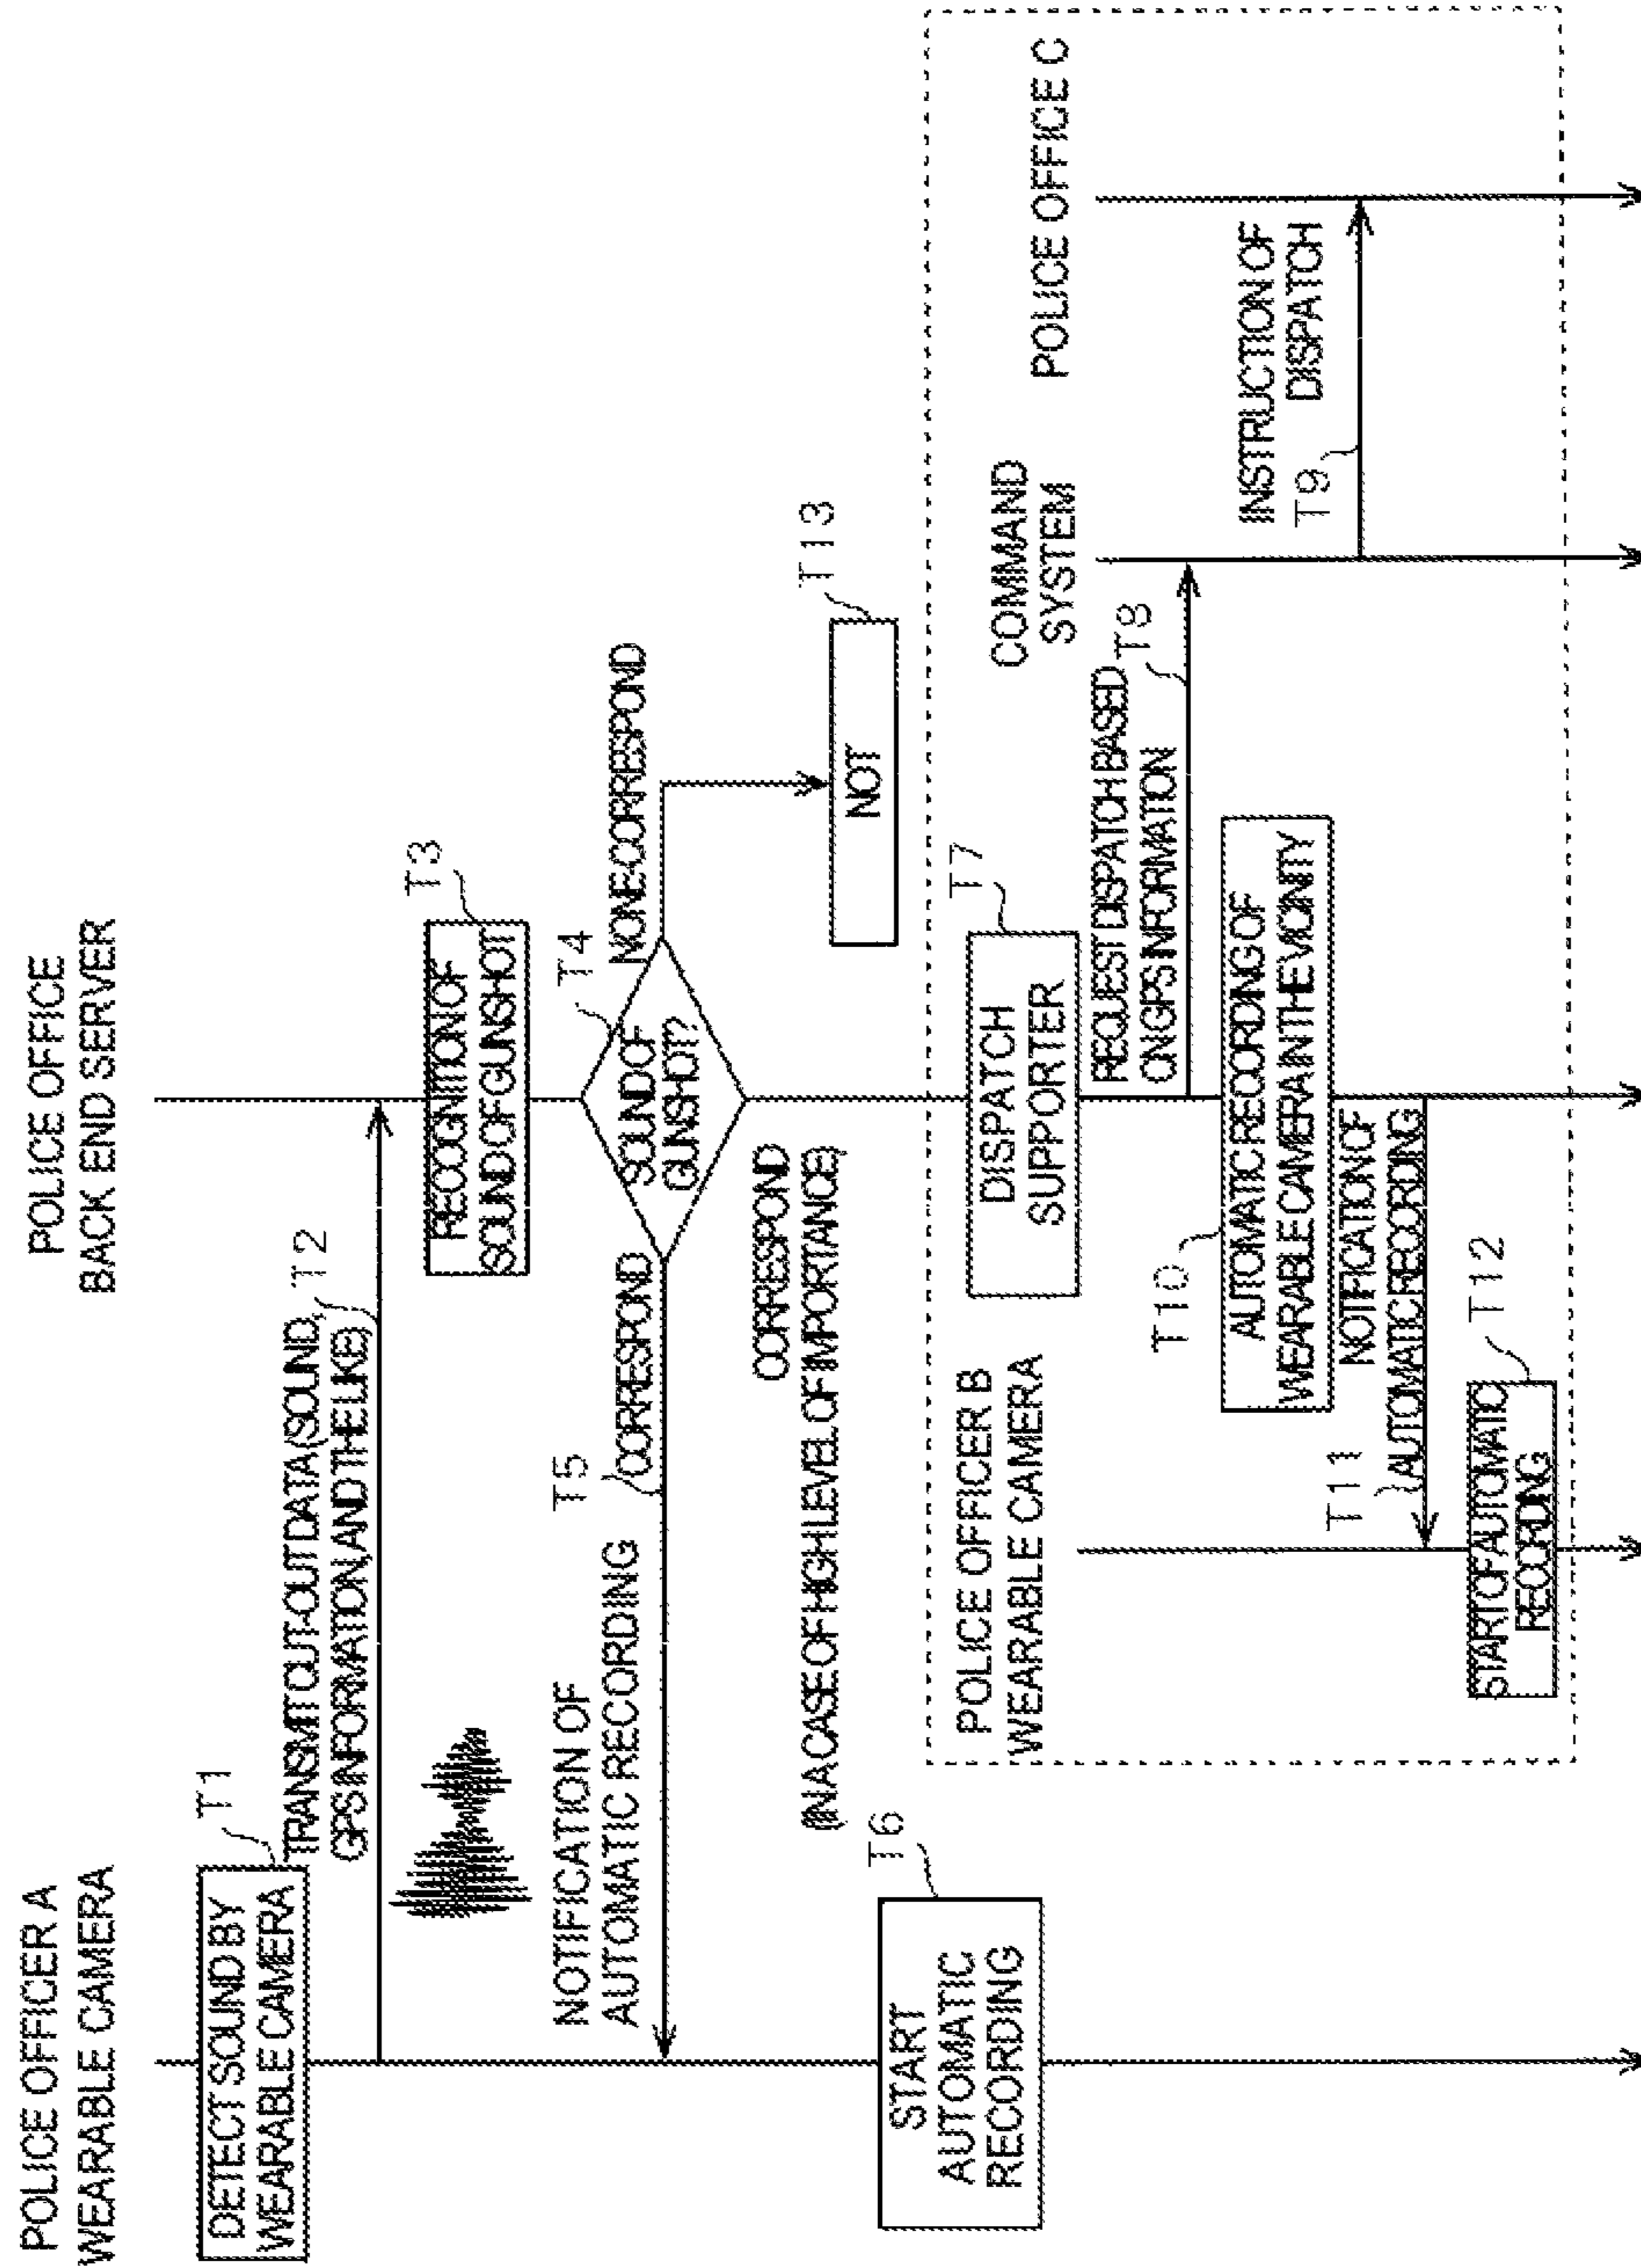 POLICE OFFICER A
WEARABLE CAMERA
POLICE OFFICE
BACK END SERVER
DETECT SOUND BY
WEARABLE CAMERA
T1
TRANSMIT CUT-OUT DATA (SOUND,
GPS INFORMATION, AND THE LIKE)
T2
RECOGNITION OF
SOUND OF GUNSHOT
T3
SOUND OF
GUNSHOT?
T4
NONE CORRESPOND
NOTIFICATION OF
AUTOMATIC RECORDING
T5
CORRESPOND
CORRESPOND
(IN A CASE OF HIGH LEVEL OF IMPORTANCE)
NOT
T13
START
AUTOMATIC
RECORDING
T6
POLICE OFFICER B
WEARABLE CAMERA
DISPATCH
SUPPORTER
T7
COMMAND
SYSTEM
POLICE OFFICE C
REQUEST DISPATCH BASED
ON GPS INFORMATION
T8
INSTRUCTION OF
DISPATCH
T9
T10
AUTOMATIC RECORDING OF
WEARABLE CAMERA IN THE VICINITY
NOTIFICATION OF
AUTOMATIC RECORDING
T11
START OF AUTOMATIC
RECORDING
T12